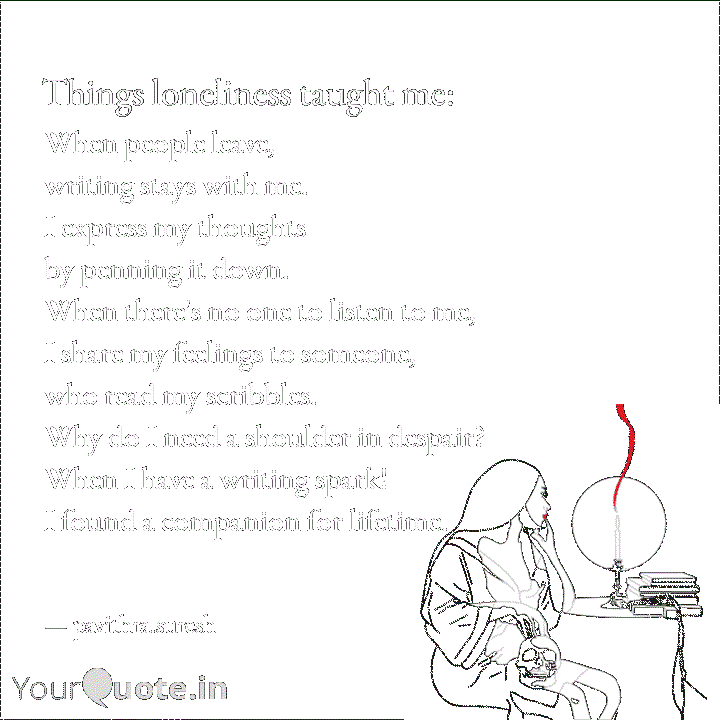 Things loneliness taught me:
When people leave,
writing stays with me.
I express my thoughts
by penning it down.
When there's no one to listen to me,
I share my feelings to someone,
who read my scribbles.
Why do I need a shoulder in despair?
When I have a writing spark!
I found a companion for lifetime.
YourQuote.in